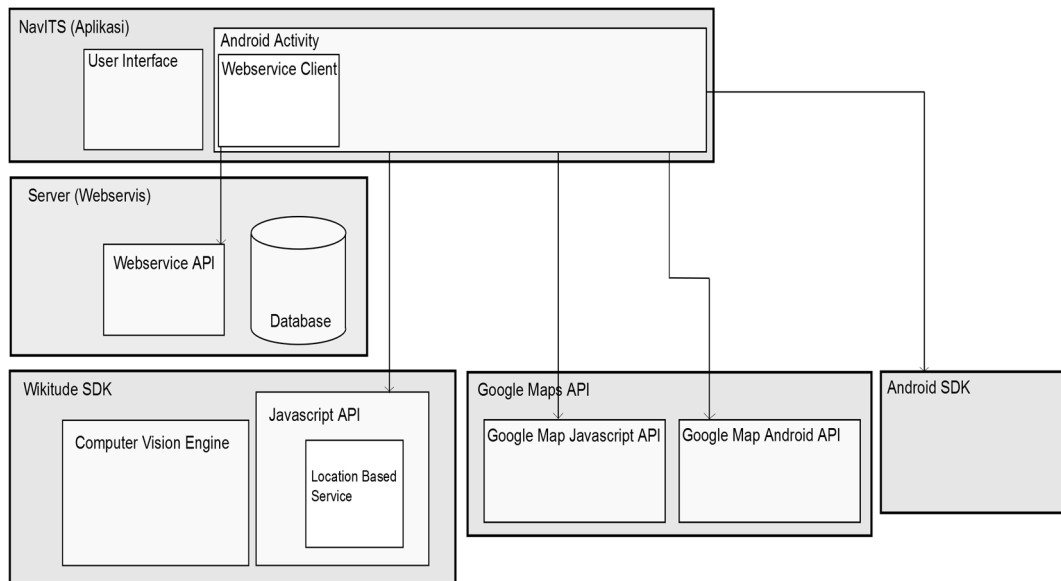 NavITS (Aplikasi)
User Interface
Android Activity
Webservice Client
Server (Webservis)
Webservice API
Database
Wikitude SDK
Computer Vision Engine
Javascript API
Location Based
Service
Google Maps API
Google Map Javascript API
Google Map Android API
Android SDK